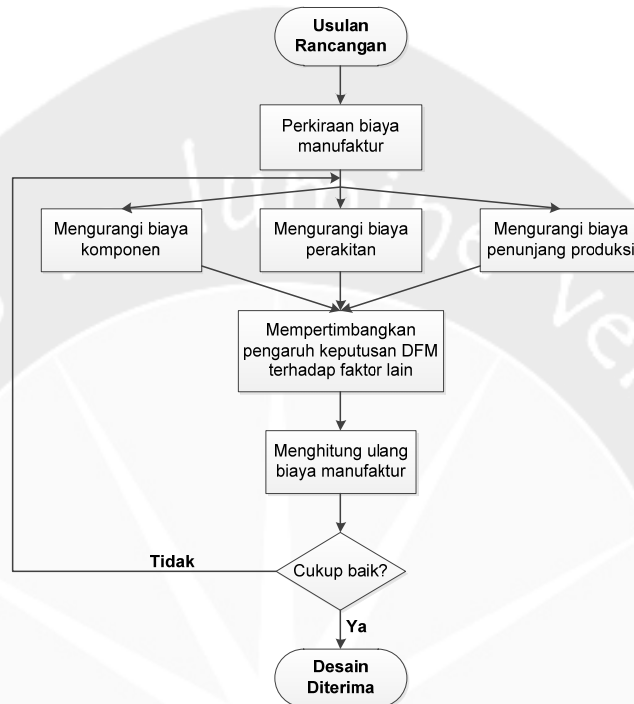 Usulan
Rancangan
Perkiraan biaya
manufaktur
Mengurangi biaya
komponen
Mengurangi biaya
perakitan
Mengurangi biaya
penunjang produksi
Mempertimbangkan
pengaruh keputusan DFM
terhadap faktor lain
Menghitung ulang
biaya manufaktur
Cukup baik?
Tidak
Ya
Desain
Diterima
lumine